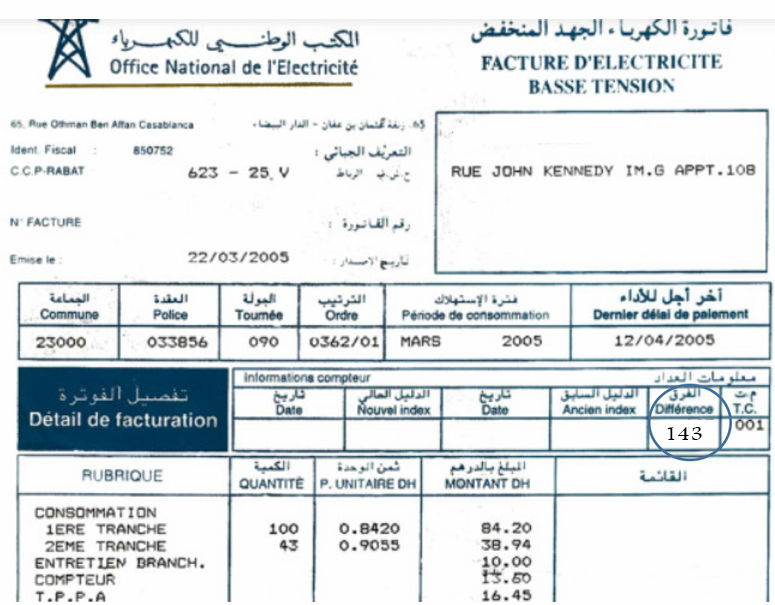 المكتب الوطني للكهرباء
Office National de l'Electricité
فاتورة الكهرباء الجهد المنخفض
FACTURE D'ELECTRICITE
BASSE TENSION
65, Rue Othman Ben Affan Casablanca
65، زنقة عثمان بن عفان - الدار البيضاء
Ident. Fiscal : 850752 التعريف الجبائي :
C.C.P-RABAT 623 - 25. V ح.ش.ب الرباط
N° FACTURE رقم الفاتورة :
Emise le : 22/03/2005 تاريخ الاصدار :
RUE JOHN KENNEDY IM.G APPT.108
الجماعة العقدة الجولة الترتيب فترة الإستهلاك أخر أجل للأداء
Commune Police Tournée Ordre Période de consommation Dernier délai de paiement
23000 033856 090 0362/01 MARS 2005 12/04/2005
تفصيل الفوترة
Détail de facturation
Informations compteur معلومات العداد
تاريخ الدليل الحالي تاريخ الدليل السابق الفرق م ت
Date Nouvel index Date Ancien index Différence T.C.
143 001
RUBRIQUE
الكمية ثمن الوحدة المبلغ بالدرهم القائمة
QUANTITÉ P. UNITAIRE DH MONTANT DH
CONSOMMATION
1ERE TRANCHE 100 0.8420 84.20
2EME TRANCHE 43 0.9055 38.94
ENTRETIEN BRANCH. 10.00
COMPTEUR 13.60
T.P.P.A 16.45